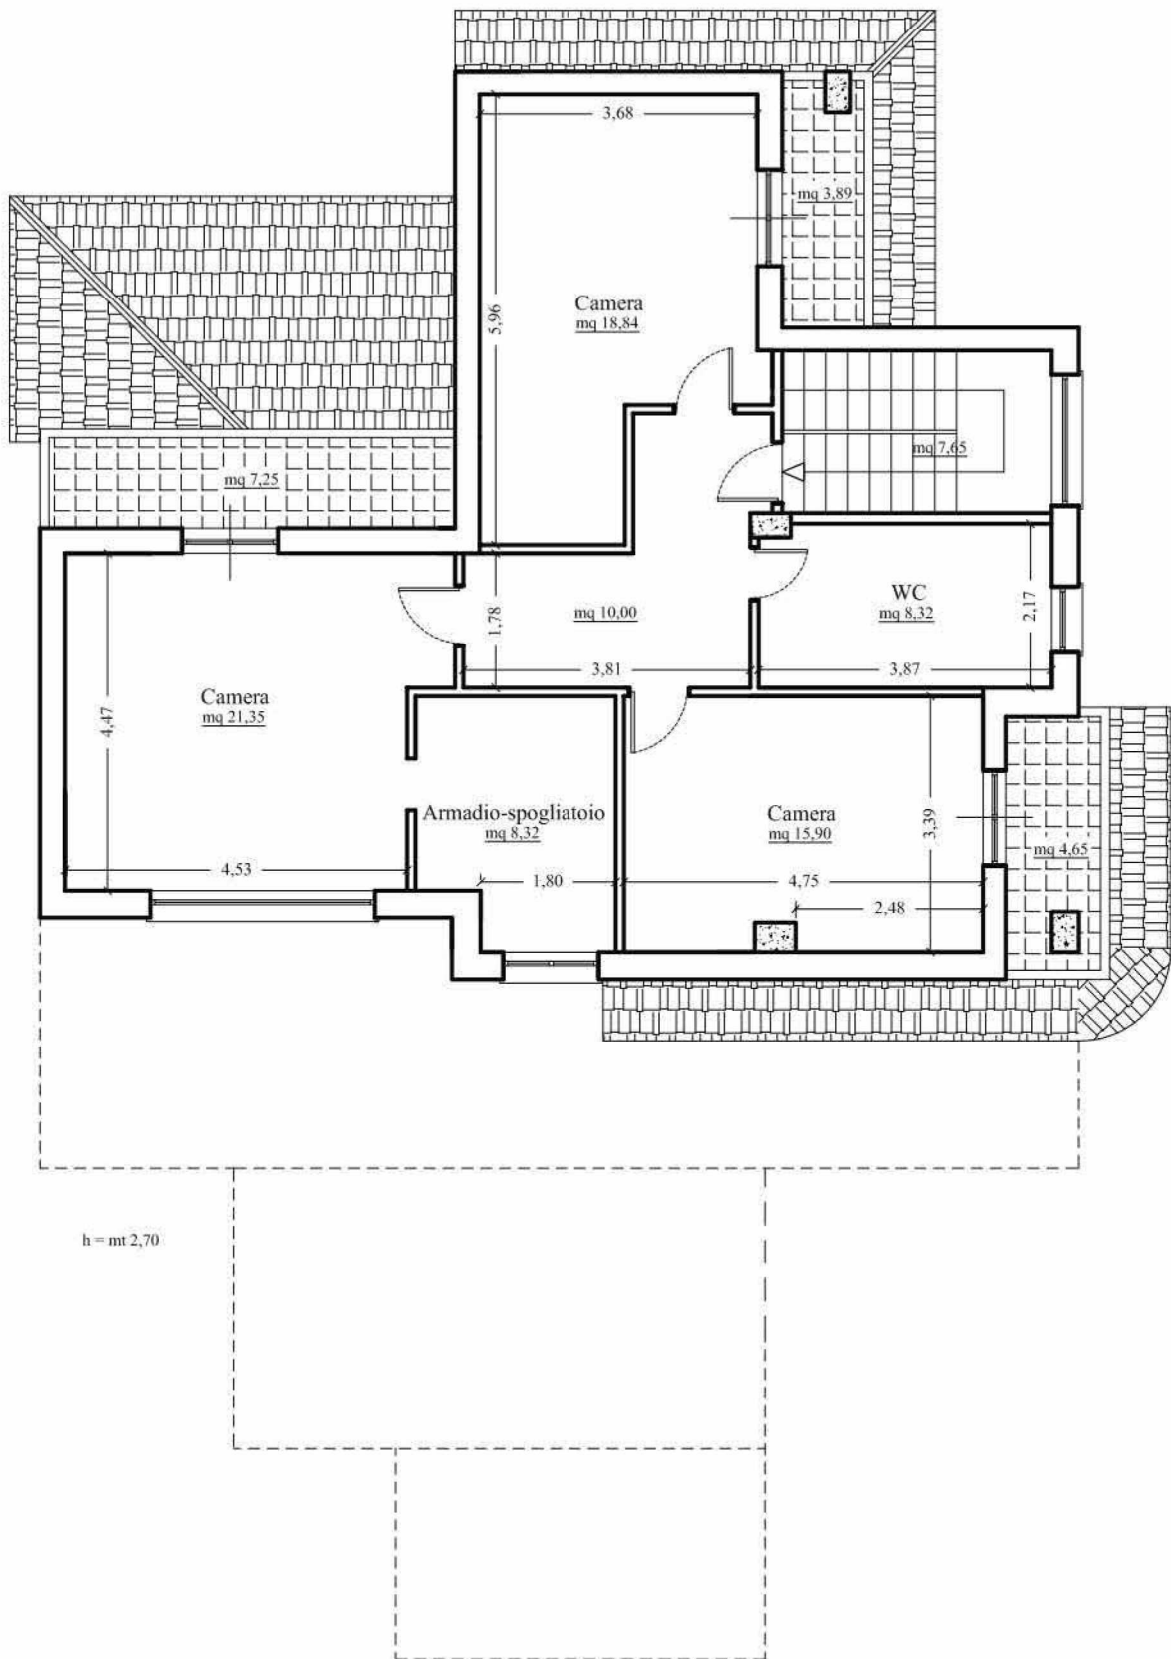 3,68
mq 3,89
5,96
Camera
mq 18,84
mq 7,65
mq 7,25
1,78
mq 10,00
3,81
WC
mq 8,32
2,17
3,87
4,47
Camera
mq 21,35
4,53
Armadio-spogliatoio
mq 8,32
1,80
Camera
mq 15,90
3,39
4,75
2,48
mq 4,65
h = mt 2,70